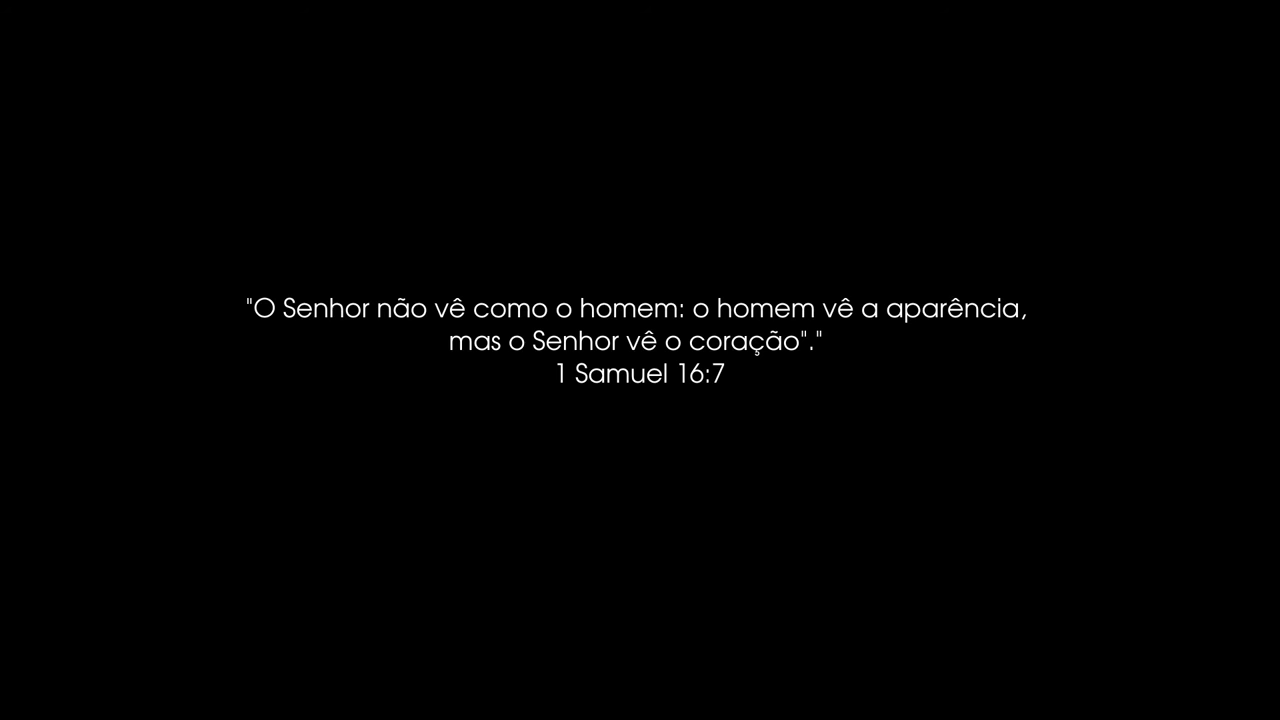 "O Senhor não vê como o homem: o homem vê a aparência,
mas o Senhor vê o coração"."
1 Samuel 16:7